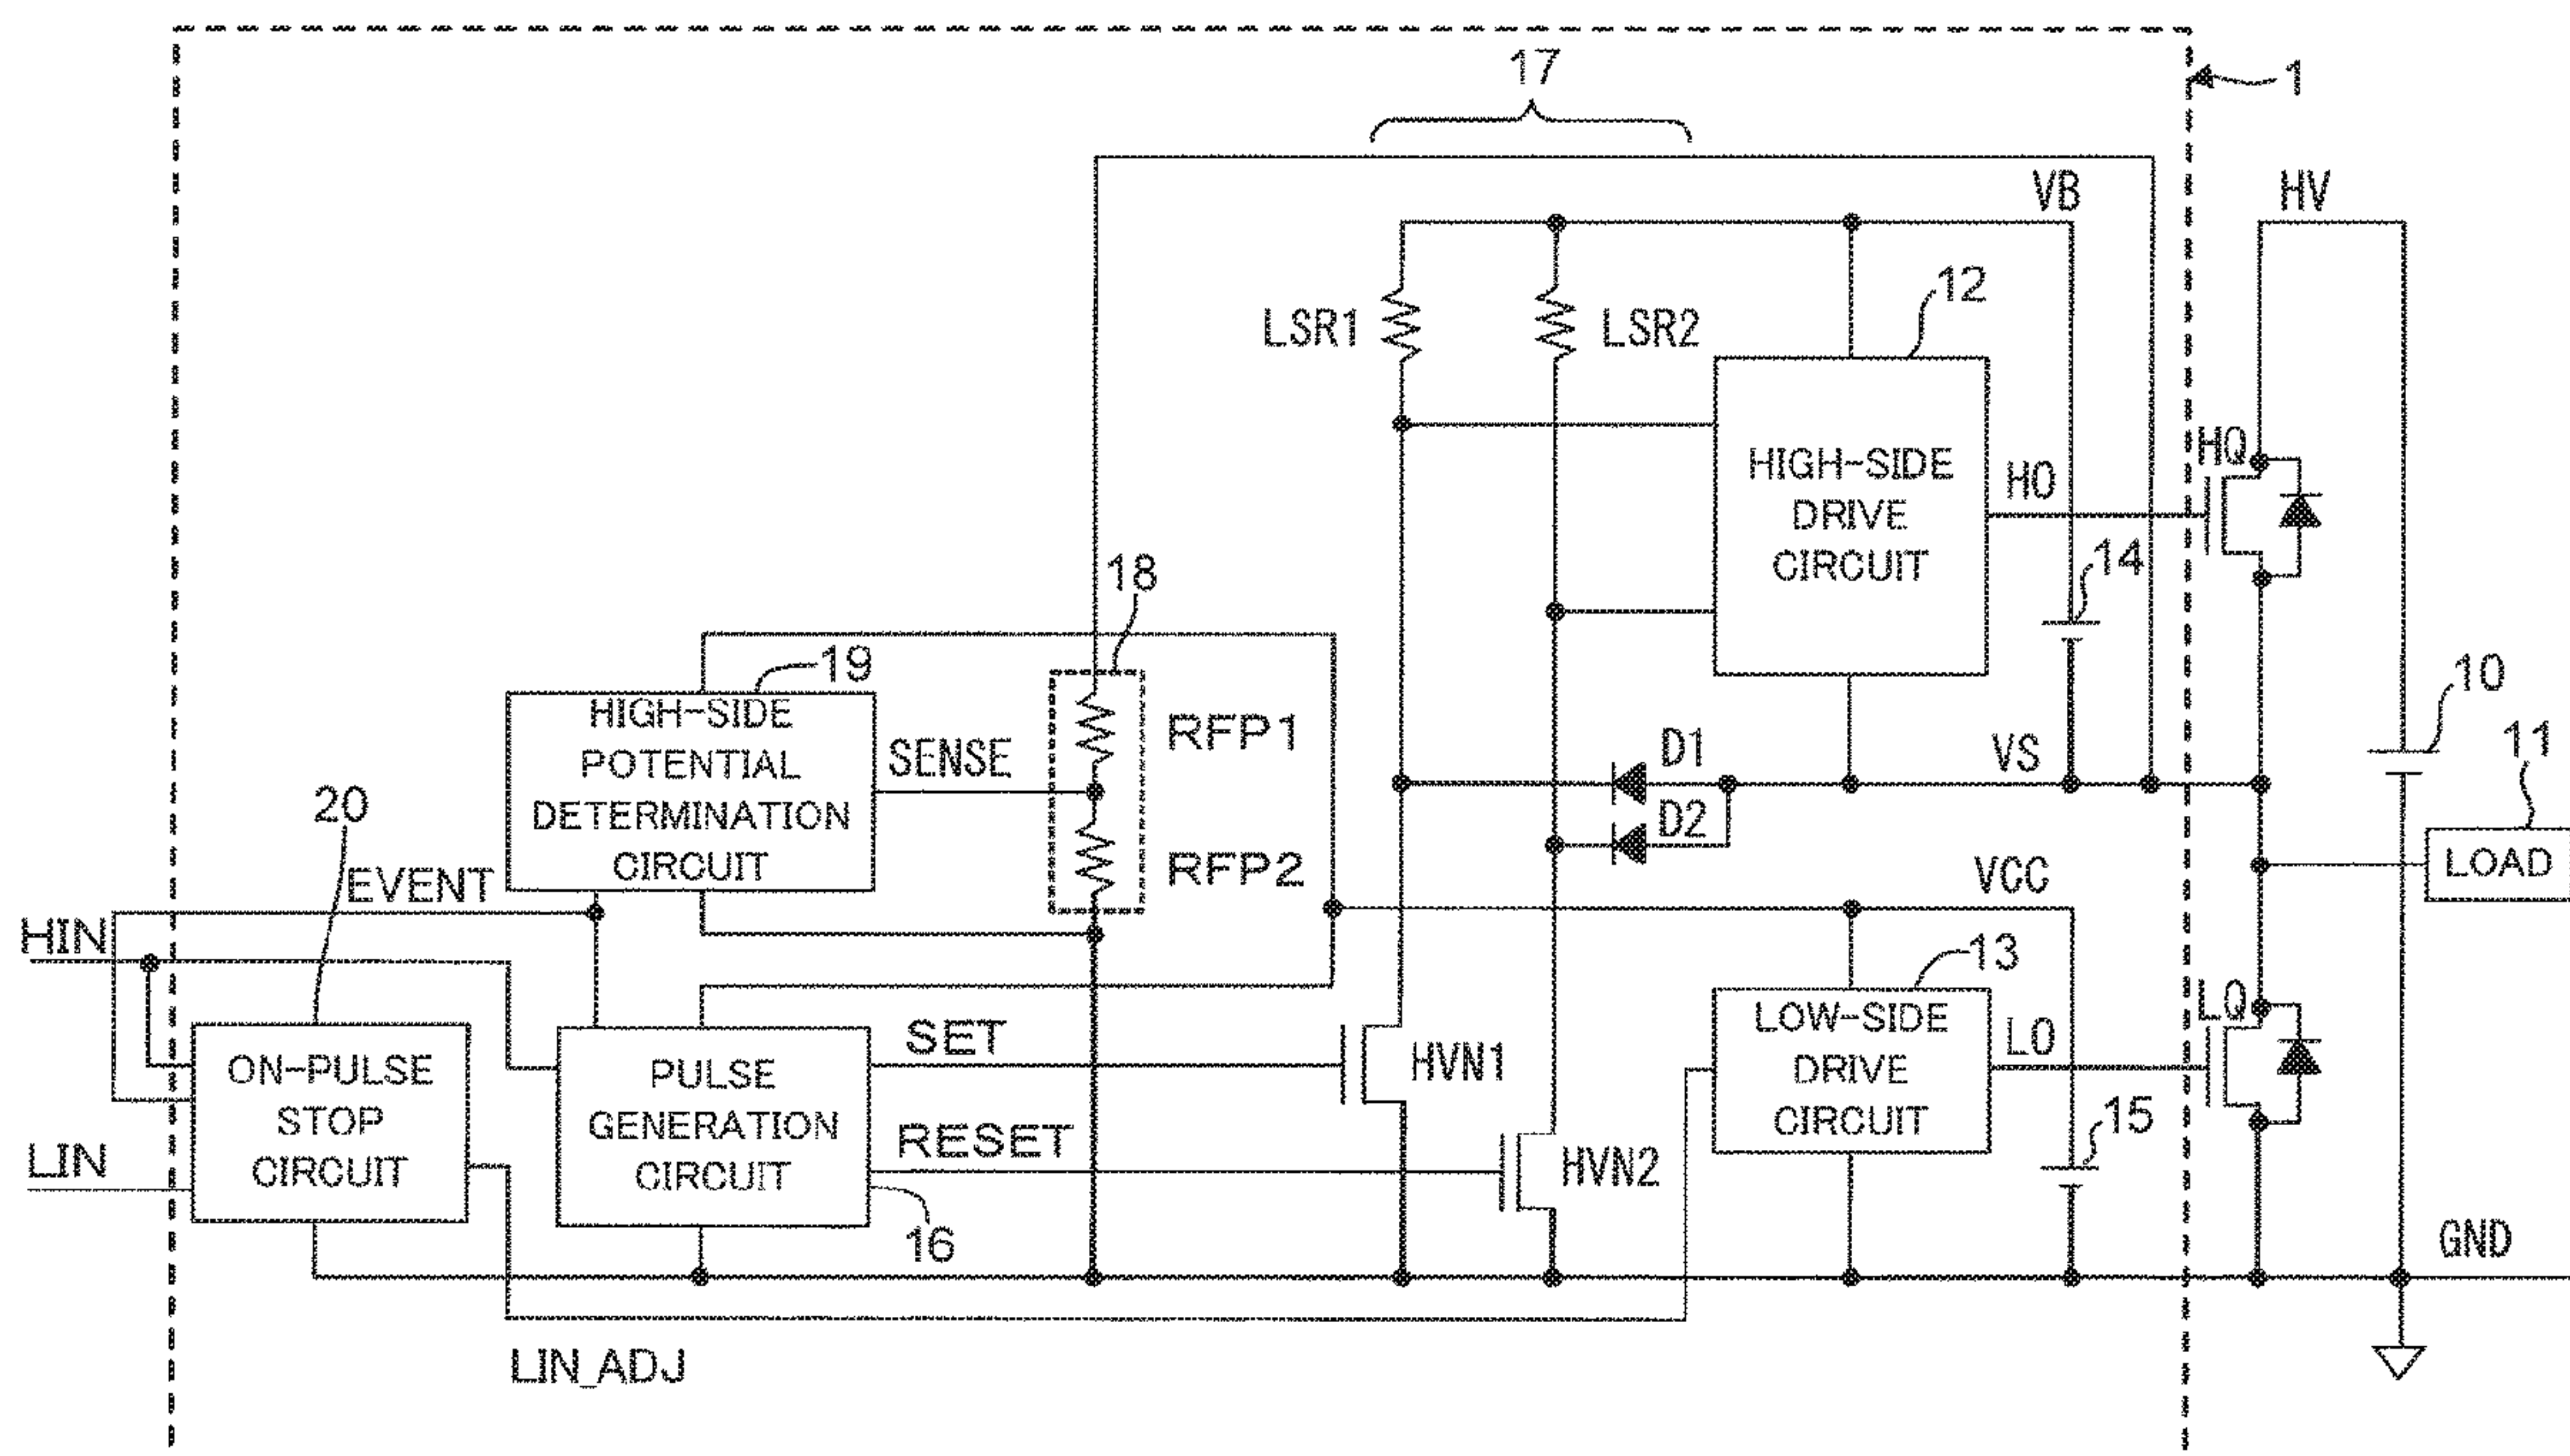 17
1
VB
HV
LSR1
LSR2
12
HIGH-SIDE
DRIVE
CIRCUIT
HO
HQ
14
18
19
HIGH-SIDE
POTENTIAL
DETERMINATION
CIRCUIT
SENSE
RFP1
RFP2
D1
D2
VS
10
11
LOAD
20
EVENT
VCC
HIN
13
LOW-SIDE
DRIVE
CIRCUIT
LO
LQ
ON-PULSE
STOP
CIRCUIT
PULSE
GENERATION
CIRCUIT
SET
HVN1
RESET
HVN2
15
LIN
16
GND
LIN_ADJ